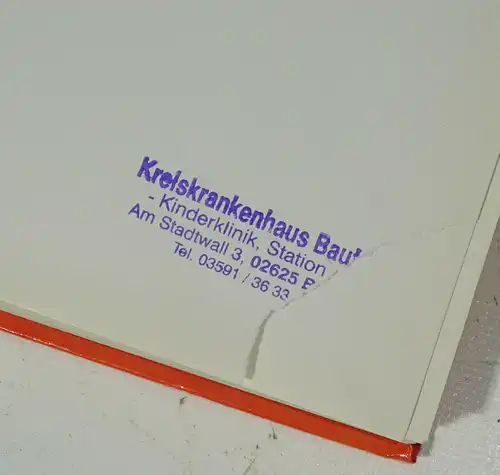 Kreiskrankenhaus Baut
- Kinderklinik, Station
Am Stadtwall 3, 02625 B
Tel. 03591 / 36 33